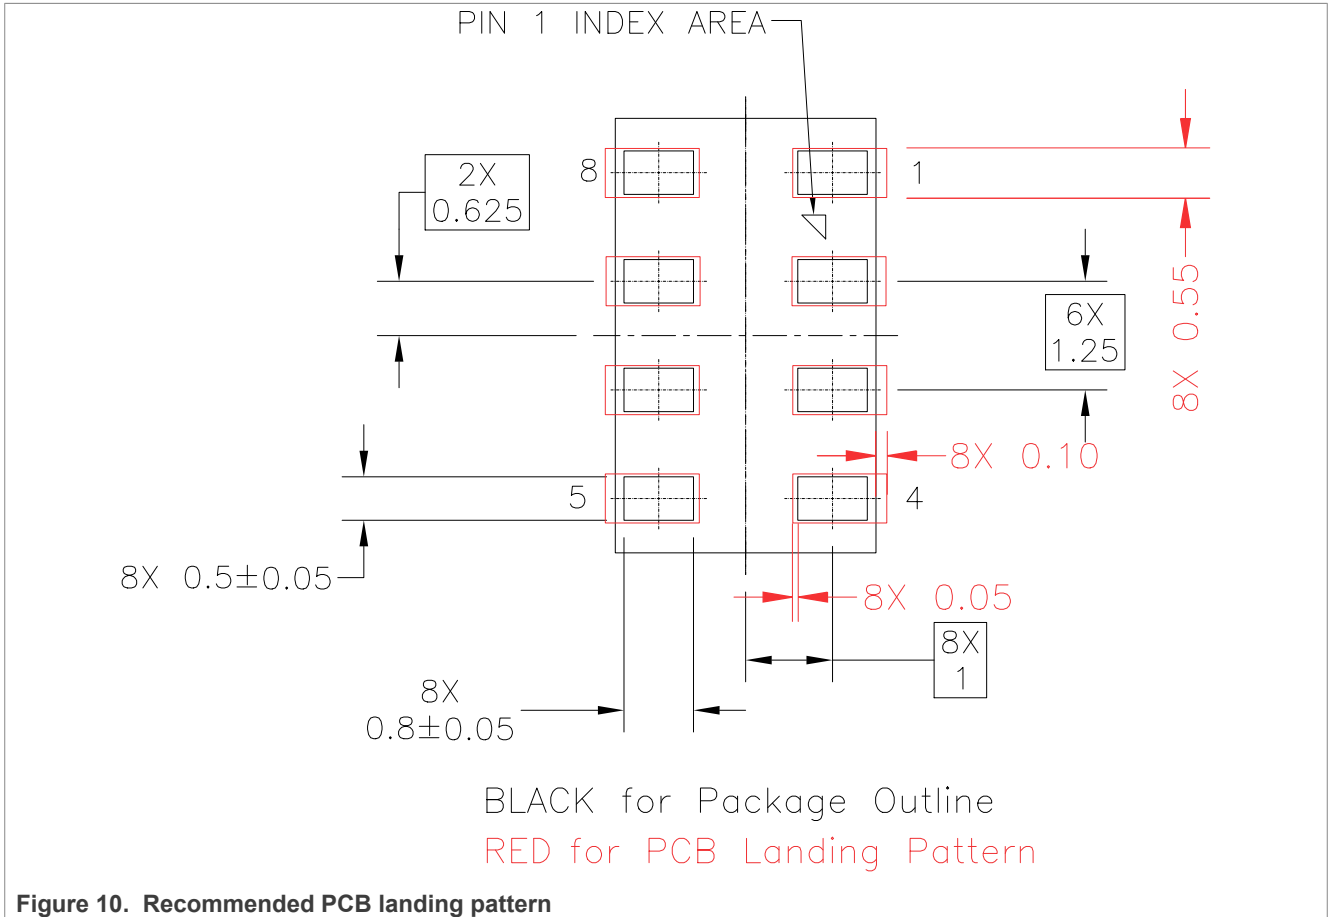 PIN 1 INDEX AREA
8
1
2X
0.625
8X 0.55
6X
1.25
8X 0.10
5
4
8X 0.5±0.05
8X 0.05
8X
1
8X
0.8±0.05
BLACK for Package Outline
RED for PCB Landing Pattern
Figure 10. Recommended PCB landing pattern